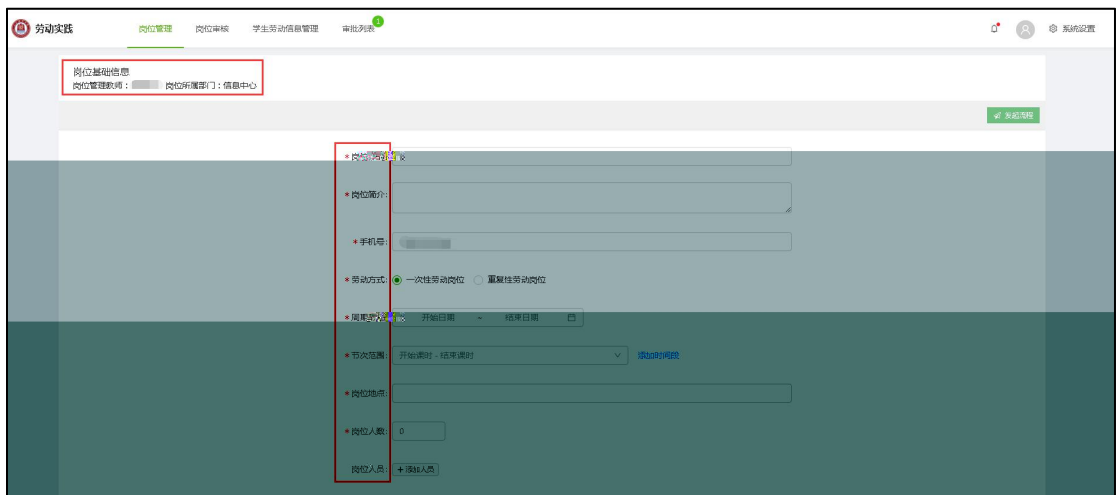 劳动实践 岗位管理 岗位审核 学生劳动信息管理 审批列表 1 系统设置
岗位基础信息
岗位管理教师： 岗位所属部门：信息中心
发起流程
* 岗位
* 岗位简介:
* 手机号:
* 劳动方式: 一次性劳动岗位 重复性劳动岗位
* 周期 开始日期 ~ 结束日期
* 节次范围: 开始课时 - 结束课时 添加时间段
* 岗位地点:
* 岗位人数: 0
岗位人员: + 添加人员